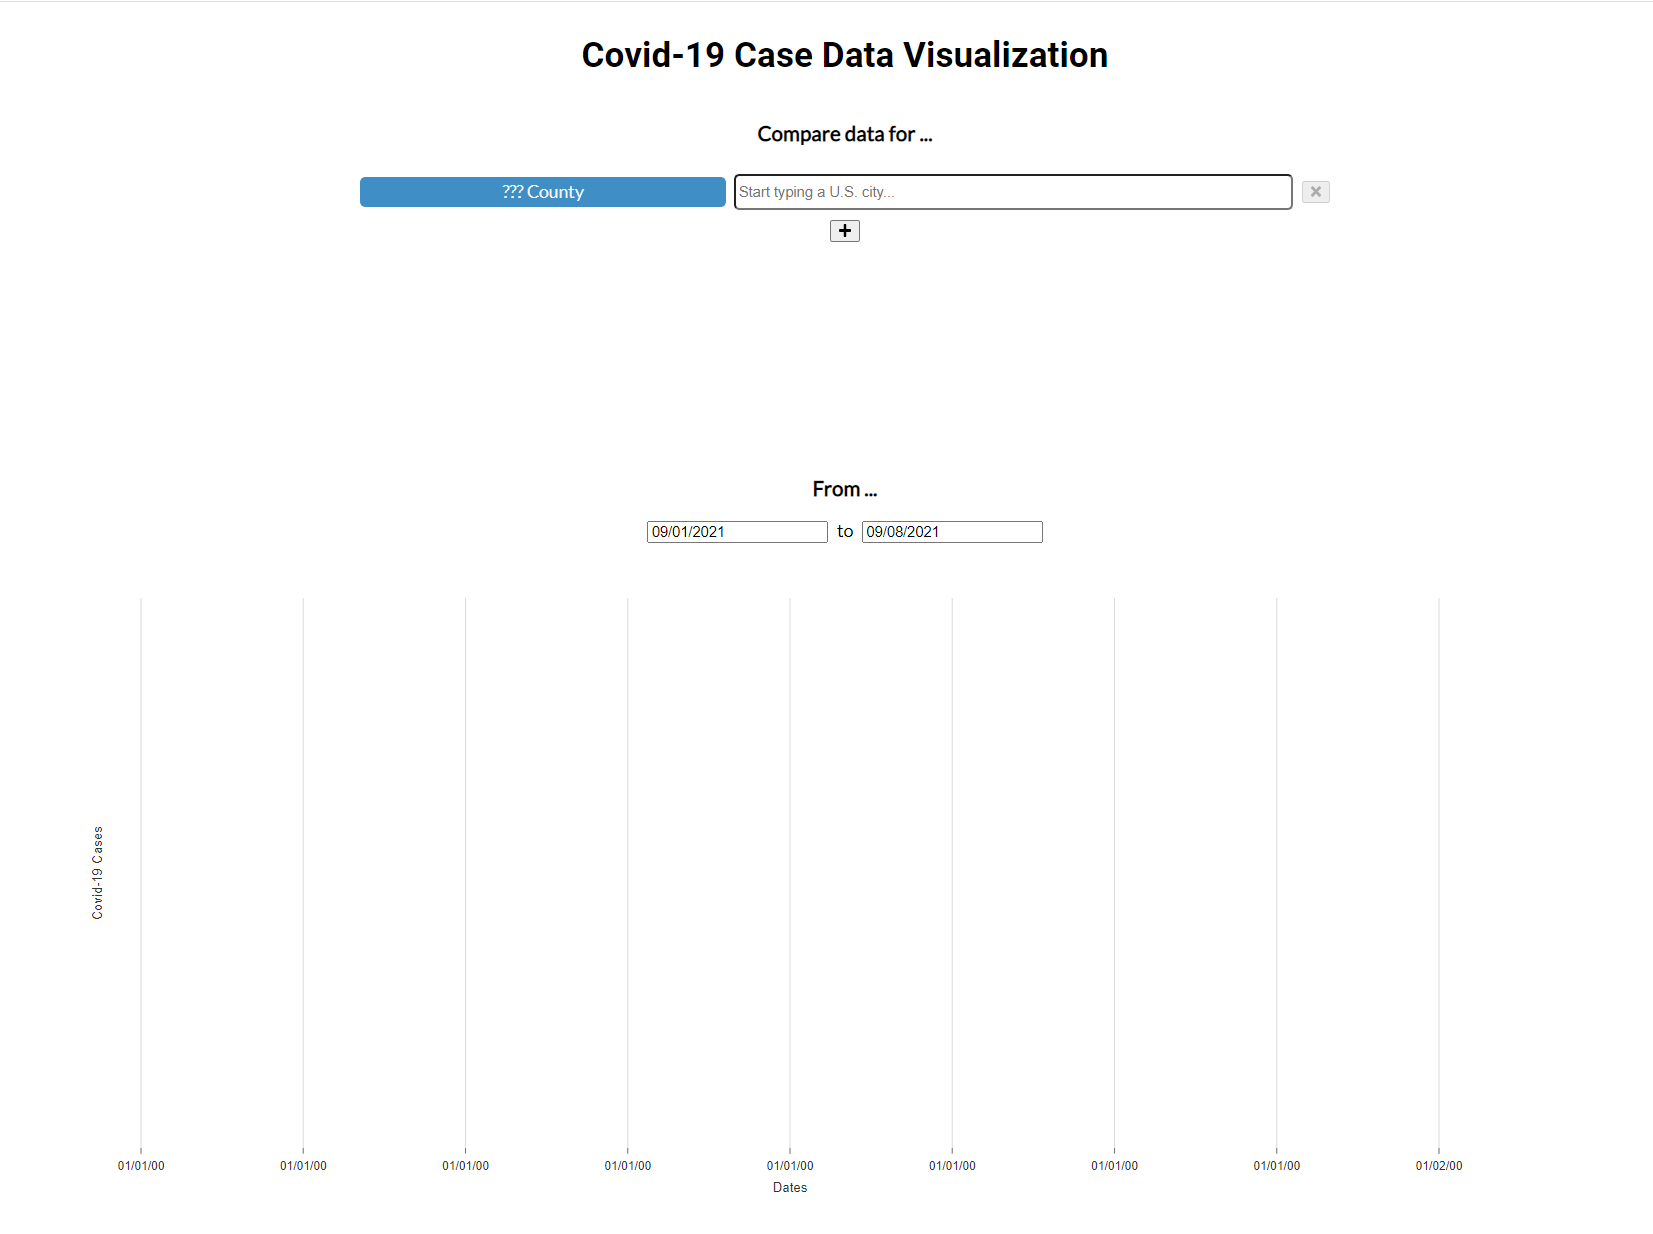 Covid-19 Case Data Visualization
Compare data for ...
??? County
Start typing a U.S. city...
From ...
09/01/2021 to 09/08/2021
Covid-19 Cases
01/01/00 01/01/00 01/01/00 01/01/00 01/01/00 01/01/00 01/01/00 01/01/00 01/02/00
Dates